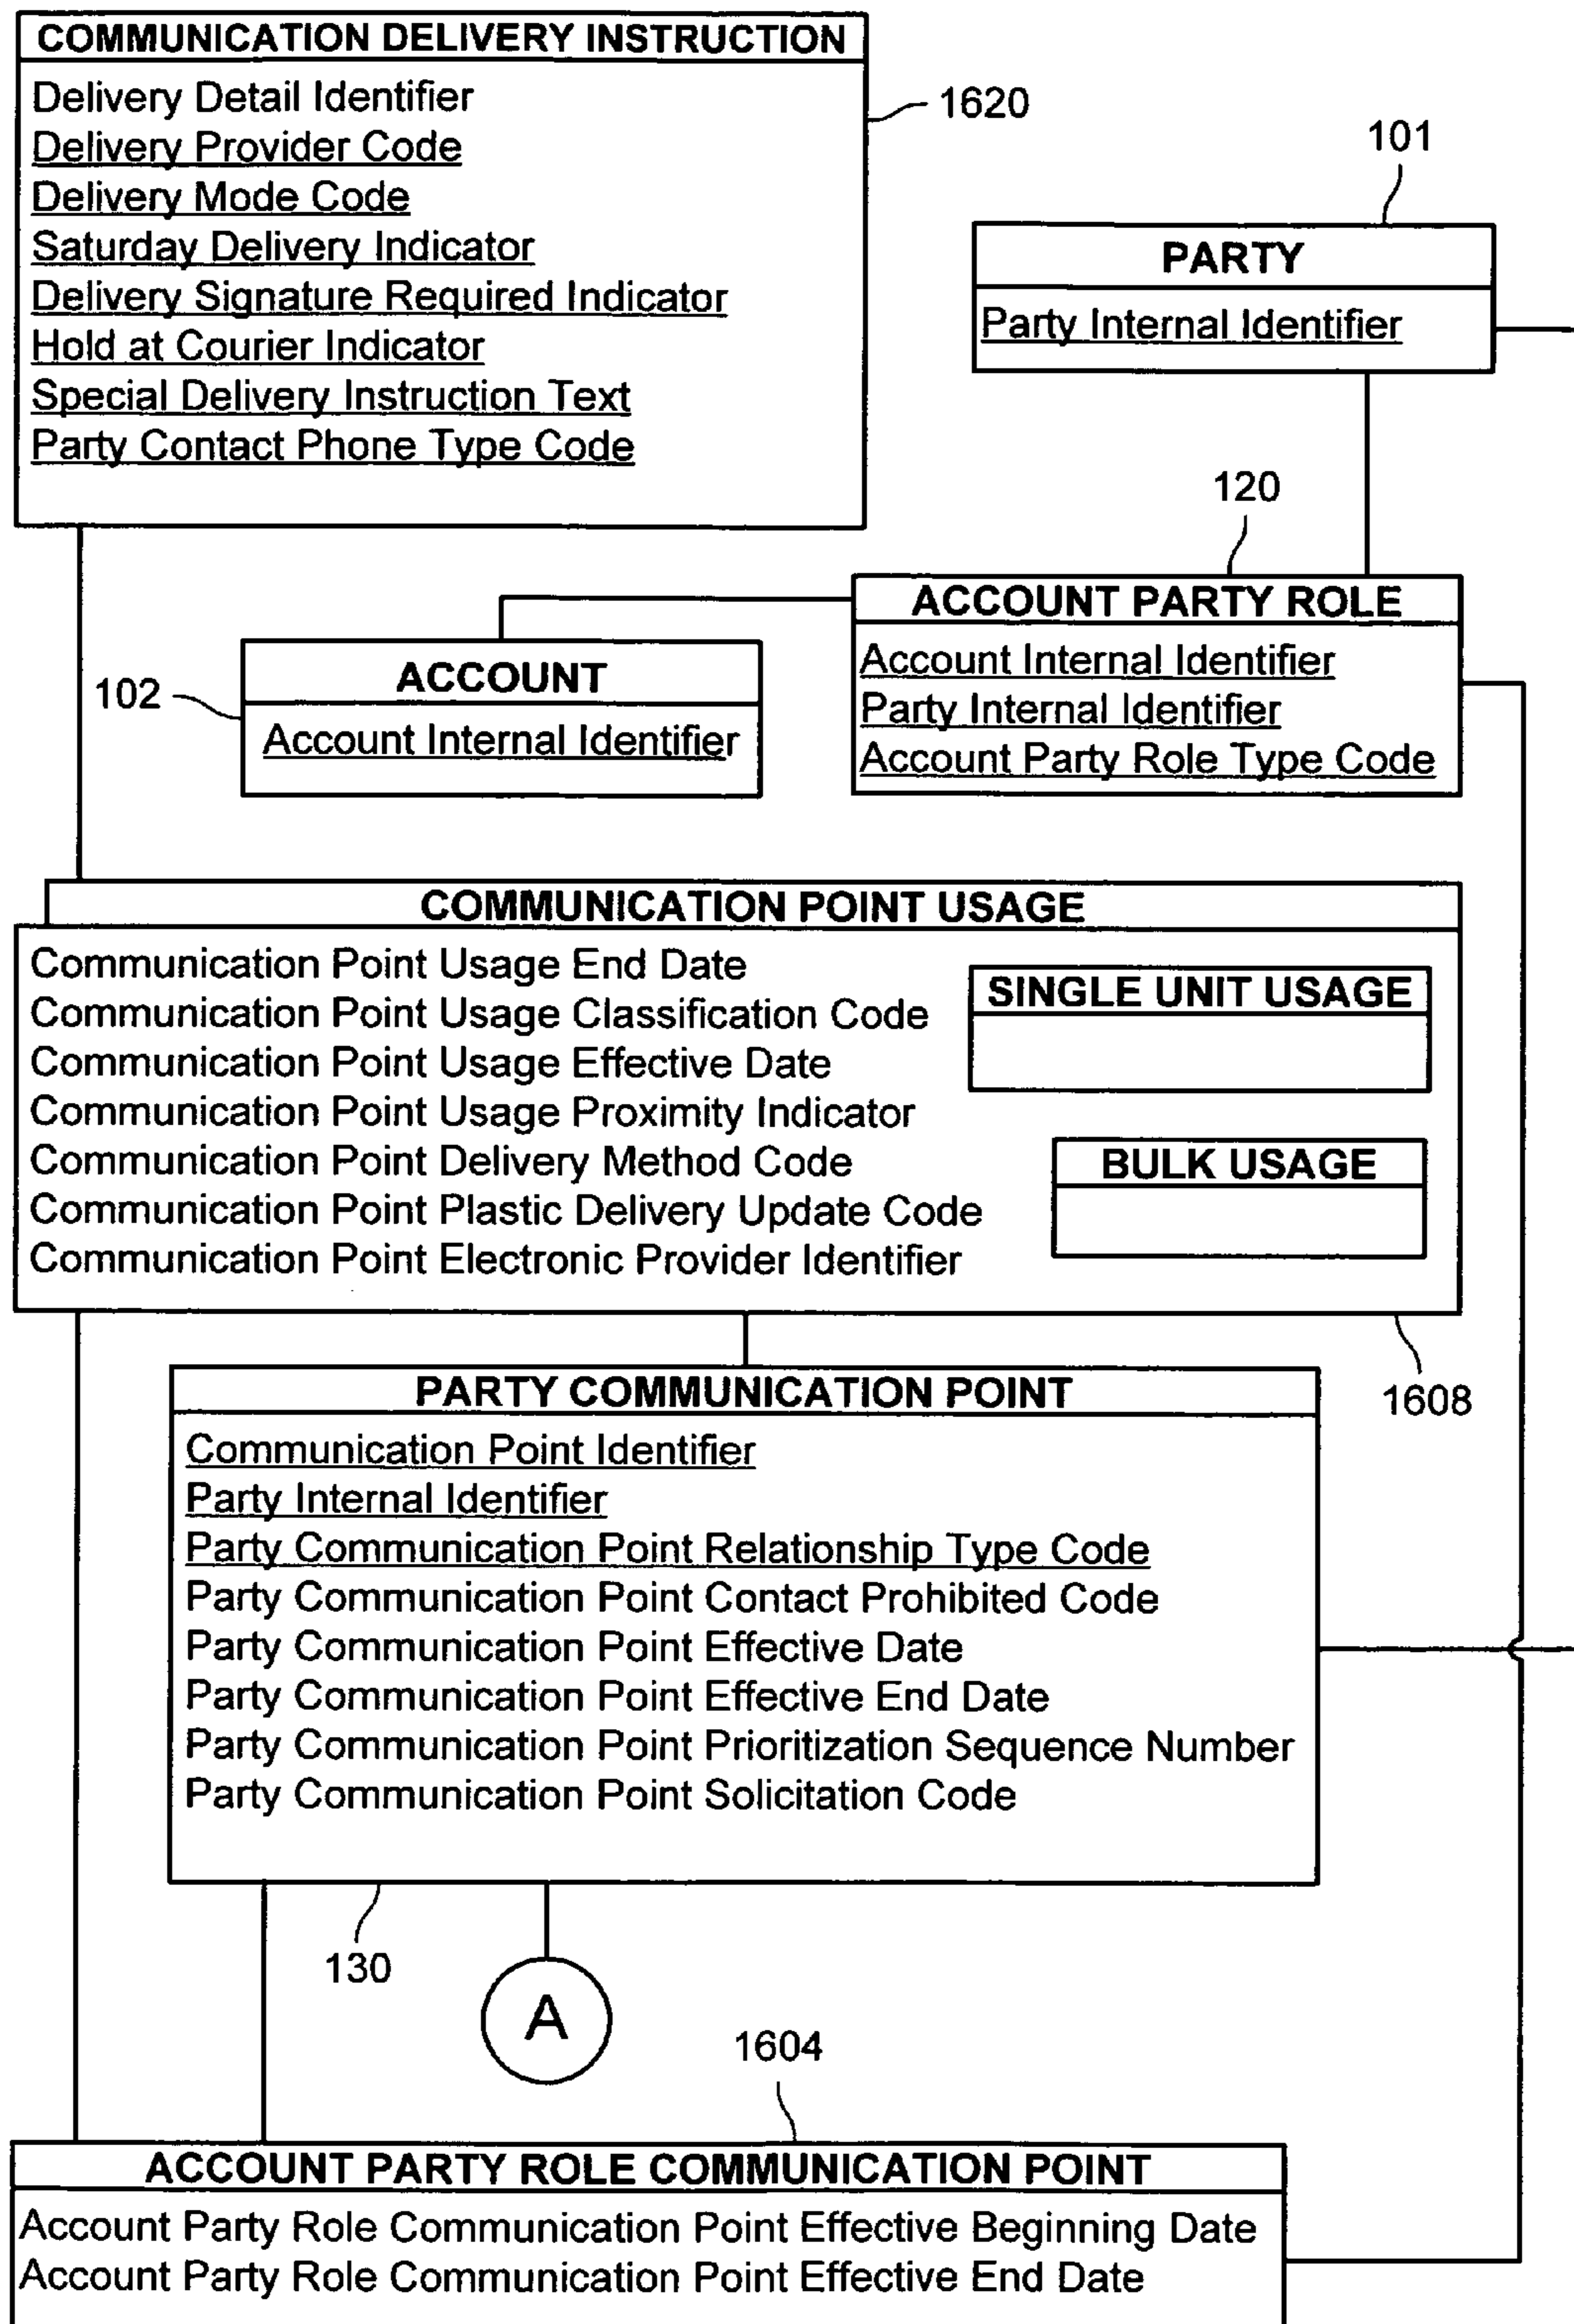 COMMUNICATION DELIVERY INSTRUCTION
Delivery Detail Identifier
Delivery Provider Code
Delivery Mode Code
Saturday Delivery Indicator
Delivery Signature Required Indicator
Hold at Courier Indicator
Special Delivery Instruction Text
Party Contact Phone Type Code
1620
101
PARTY
Party Internal Identifier
120
ACCOUNT PARTY ROLE
Account Internal Identifier
Party Internal Identifier
Account Party Role Type Code
102
ACCOUNT
Account Internal Identifier
COMMUNICATION POINT USAGE
Communication Point Usage End Date
Communication Point Usage Classification Code
Communication Point Usage Effective Date
Communication Point Usage Proximity Indicator
Communication Point Delivery Method Code
Communication Point Plastic Delivery Update Code
Communication Point Electronic Provider Identifier
SINGLE UNIT USAGE
BULK USAGE
1608
PARTY COMMUNICATION POINT
Communication Point Identifier
Party Internal Identifier
Party Communication Point Relationship Type Code
Party Communication Point Contact Prohibited Code
Party Communication Point Effective Date
Party Communication Point Effective End Date
Party Communication Point Prioritization Sequence Number
Party Communication Point Solicitation Code
130
A
1604
ACCOUNT PARTY ROLE COMMUNICATION POINT
Account Party Role Communication Point Effective Beginning Date
Account Party Role Communication Point Effective End Date